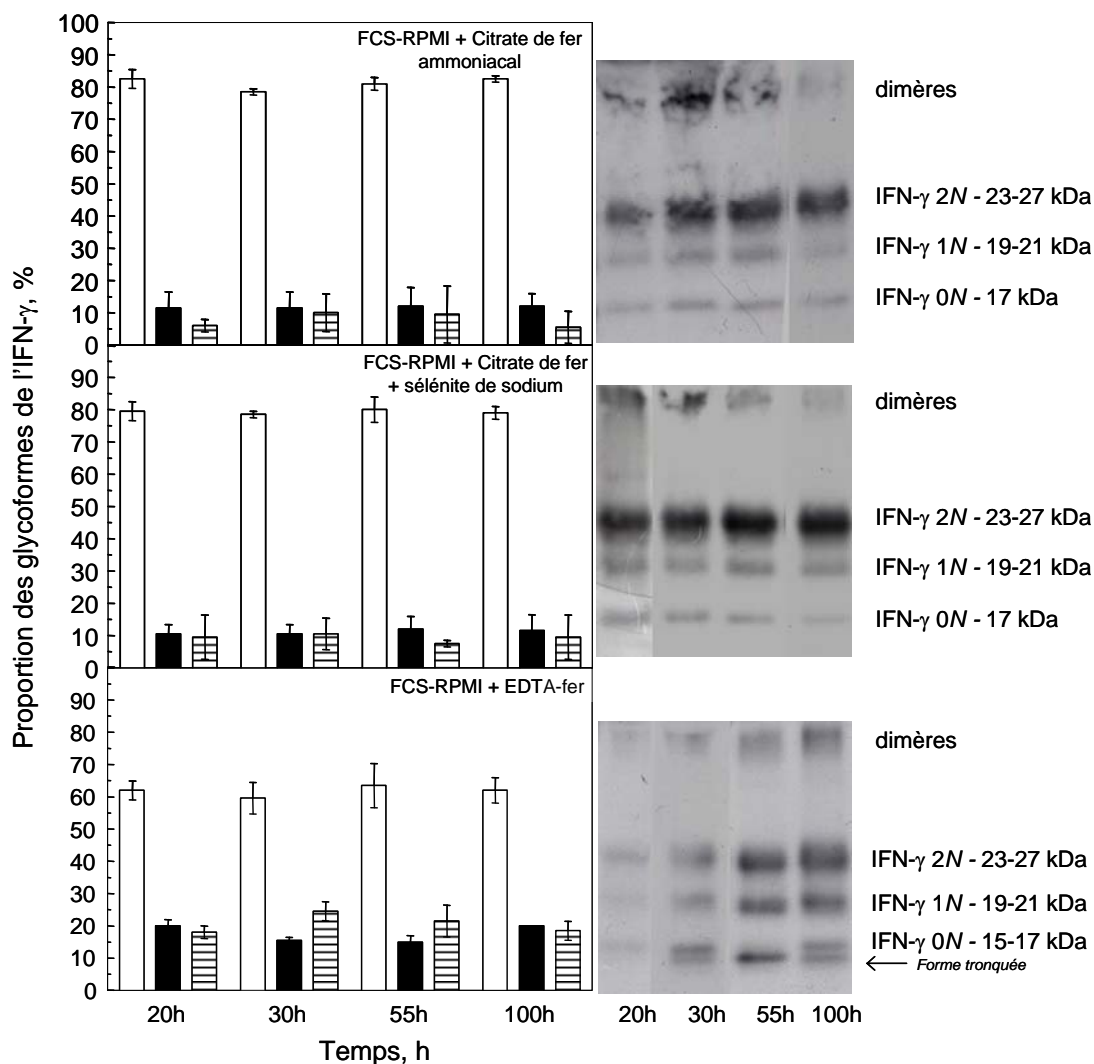 Proportion des glycoformes de l'IFN-γ, %
100
90
80
70
60
50
40
30
20
10
0
FCS-RPMI + Citrate de fer
ammoniacal
dimères
IFN-γ 2N - 23-27 kDa
IFN-γ 1N - 19-21 kDa
IFN-γ 0N - 17 kDa
90
80
70
60
50
40
30
20
10
0
FCS-RPMI + Citrate de fer
+ sélénite de sodium
dimères
IFN-γ 2N - 23-27 kDa
IFN-γ 1N - 19-21 kDa
IFN-γ 0N - 17 kDa
90
80
70
60
50
40
30
20
10
0
FCS-RPMI + EDTA-fer
dimères
IFN-γ 2N - 23-27 kDa
IFN-γ 1N - 19-21 kDa
IFN-γ 0N - 15-17 kDa
Forme tronquée
20h 30h 55h 100h
20h 30h 55h 100h
Temps, h